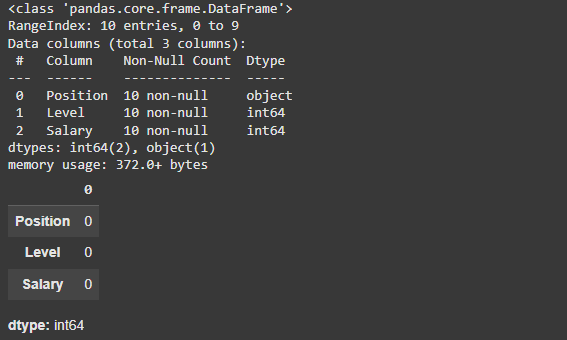 <class 'pandas.core.frame.DataFrame'>
RangeIndex: 10 entries, 0 to 9
Data columns (total 3 columns):
 #   Column    Non-Null Count  Dtype
---  ------    --------------  -----
 0   Position  10 non-null     object
 1   Level     10 non-null     int64
 2   Salary    10 non-null     int64
dtypes: int64(2), object(1)
memory usage: 372.0+ bytes
0
Position 0
Level 0
Salary 0
dtype: int64